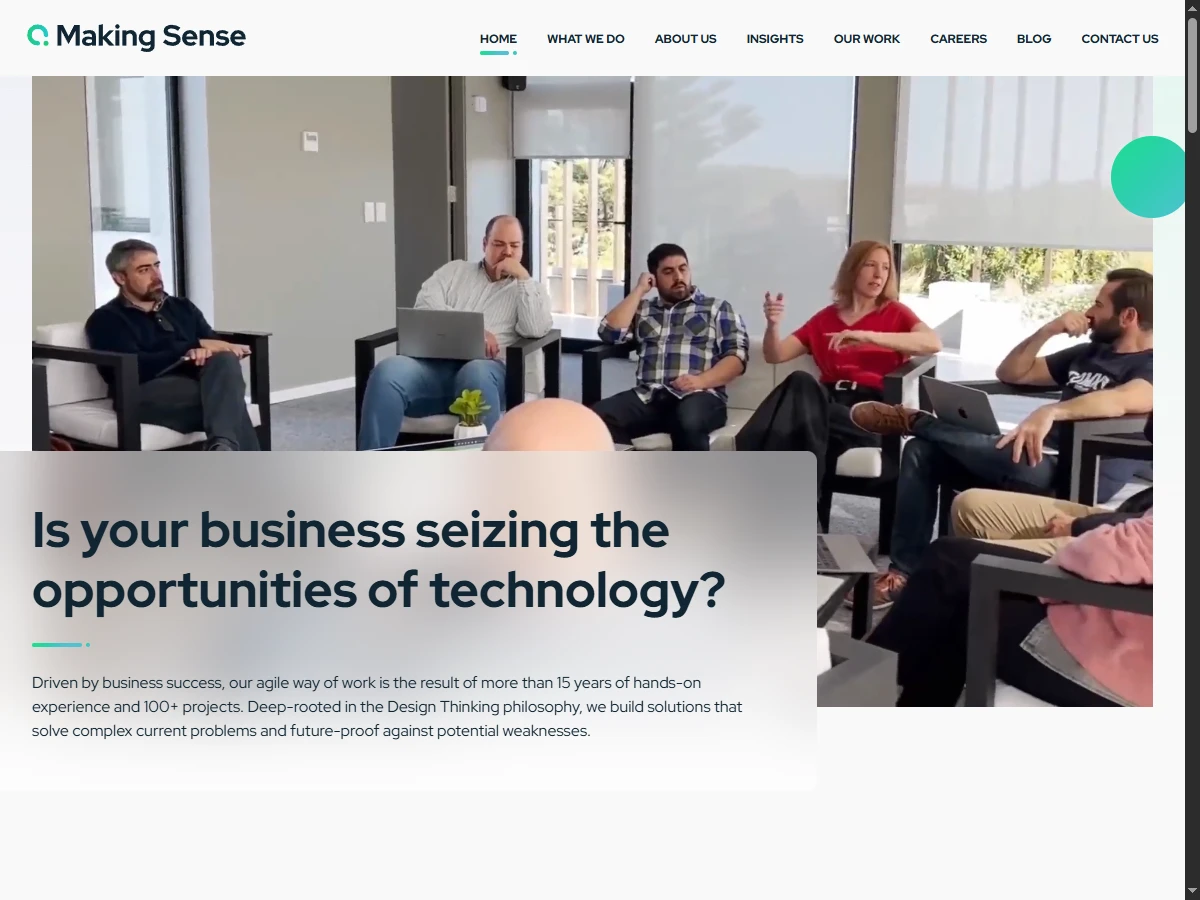 Making Sense
HOME WHAT WE DO ABOUT US INSIGHTS OUR WORK CAREERS BLOG CONTACT US
Is your business seizing the
opportunities of technology?
Driven by business success, our agile way of work is the result of more than 15 years of hands-on
experience and 100+ projects. Deep-rooted in the Design Thinking philosophy, we build solutions that
solve complex current problems and future-proof against potential weaknesses.